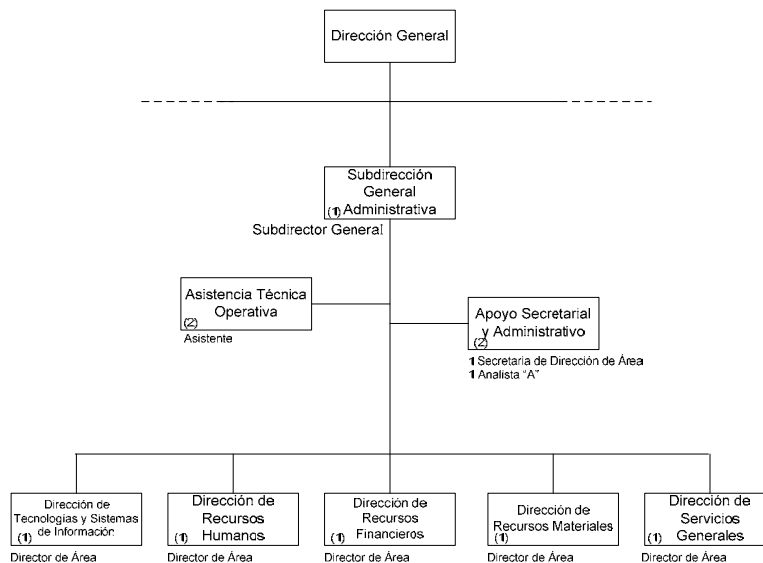 Dirección General
Subdirección
General
(1) Administrativa
Subdirector General
Asistencia Técnica
Operativa
(2)
Asistente
Apoyo Secretarial
y Administrativo
(2)
1 Secretaria de Dirección de Área
1 Analista "A"
Dirección de
Tecnologías y Sistemas
de Información
(1)
Director de Área
Dirección de
Recursos
(1) Humanos
Director de Área
Dirección de
Recursos
(1) Financieros
Director de Área
Dirección de
Recursos Materiales
(1)
Director de Área
Dirección de
Servicios
(1) Generales
Director de Área